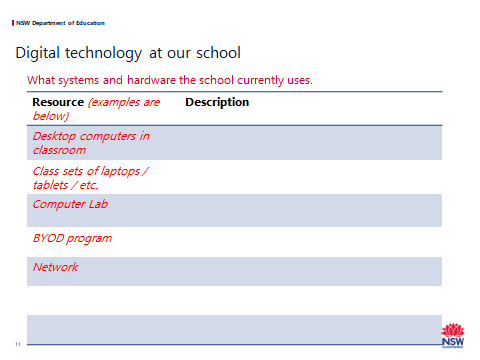 NSW Department of Education
Digital technology at our school
What systems and hardware the school currently uses.
Resource (examples are below) Description
Desktop computers in
classroom
Class sets of laptops /
tablets / etc.
Computer Lab
BYOD program
Network
11
NSW